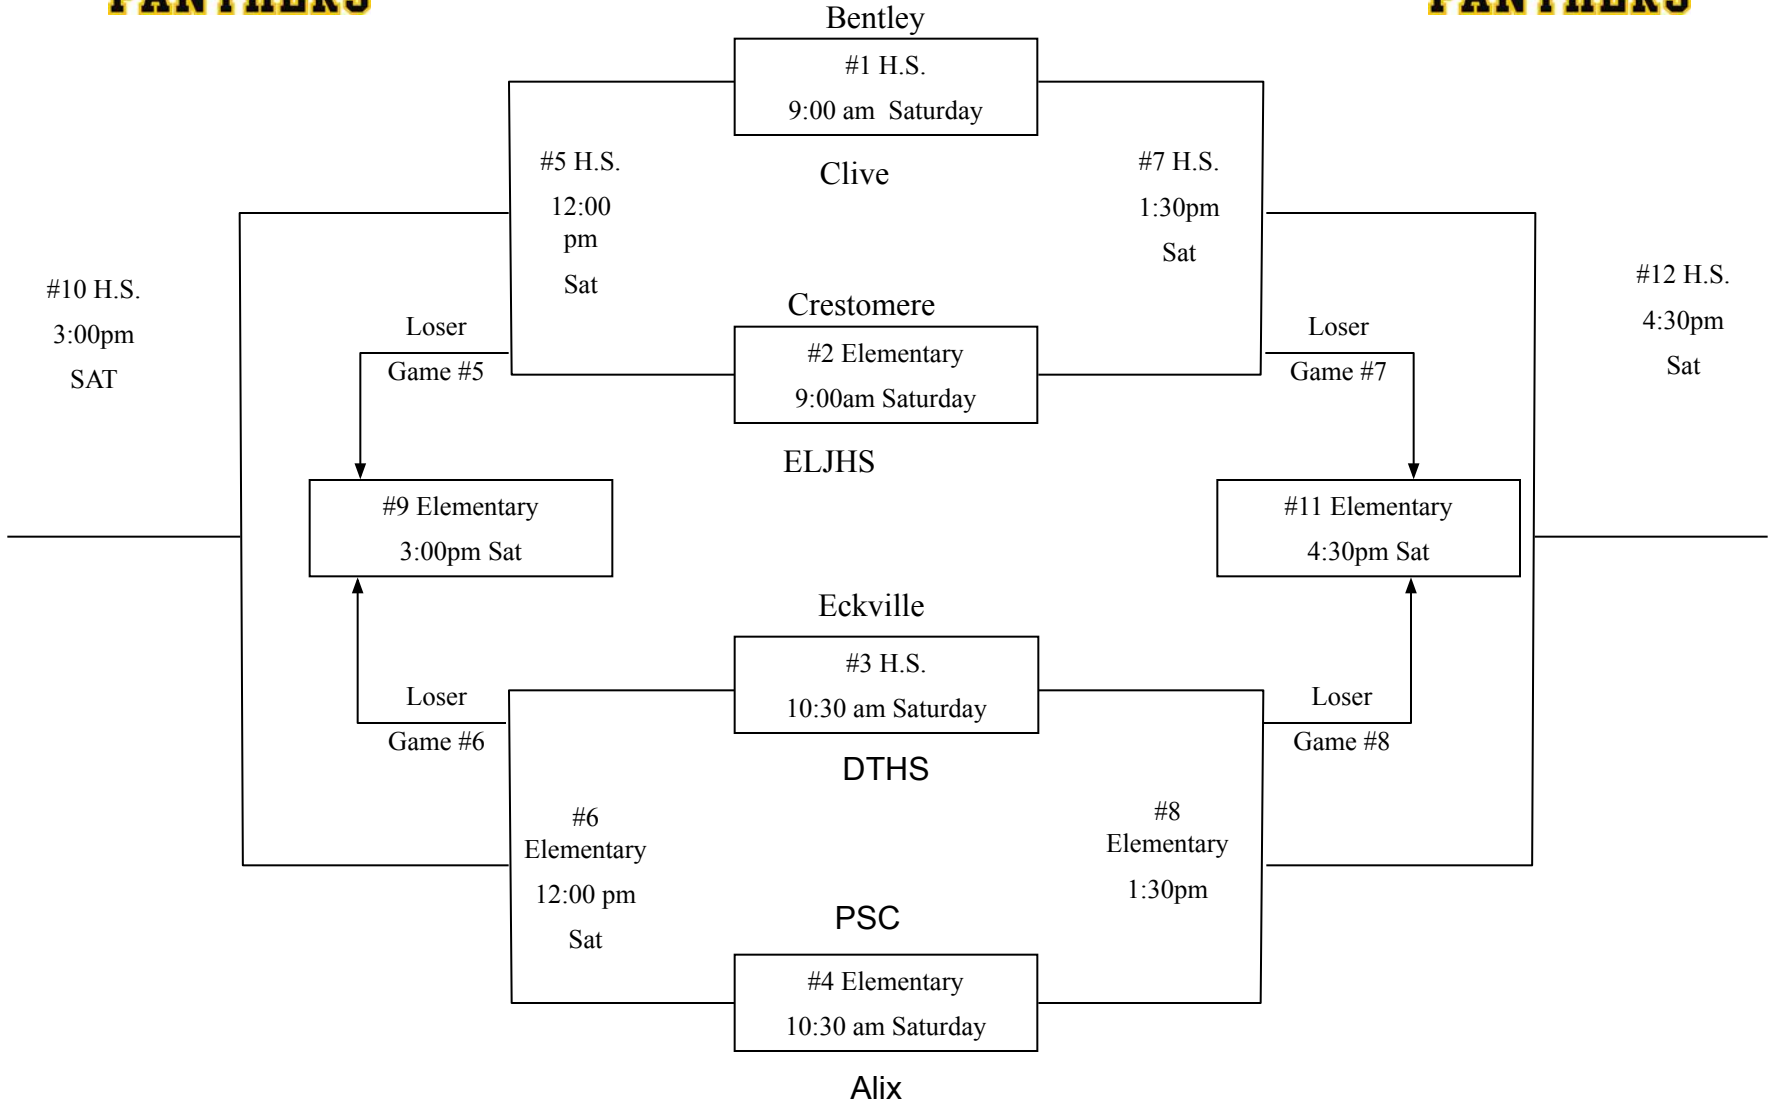 PANTHERS
PANTHERS
Bentley
#1 H.S.
9:00 am  Saturday
Clive
#5 H.S.
12:00
pm
Sat
#7 H.S.
1:30pm
Sat
#10 H.S.
3:00pm
SAT
#12 H.S.
4:30pm
Sat
Crestomere
#2 Elementary
9:00am Saturday
ELJHS
Loser
Game #5
Loser
Game #7
#9 Elementary
3:00pm Sat
#11 Elementary
4:30pm Sat
Eckville
#3 H.S.
10:30 am Saturday
DTHS
Loser
Game #6
Loser
Game #8
#6
Elementary
12:00 pm
Sat
#8
Elementary
1:30pm
PSC
#4 Elementary
10:30 am Saturday
Alix